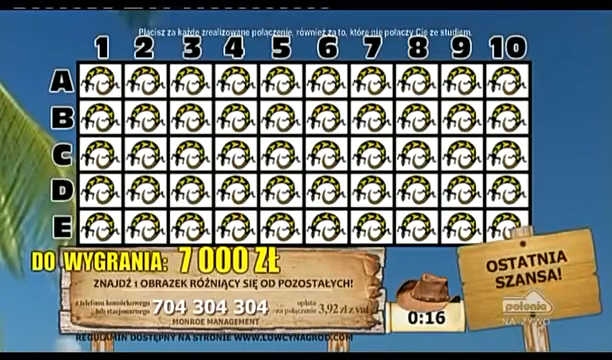 Płacisz za każde zrealizowane połączenie, również za to, które nie połączy Cię ze studiem.
1 2 3 4 5 6 7 8 9 10
A
B
C
D
E
DO WYGRANIA: 7 000 ZŁ
ZNAJDŹ 1 OBRAZEK RÓŻNIĄCY SIĘ OD POZOSTAŁYCH!
z telefonu komórkowego lub stacjonarnego 704 304 304 opłata za połączenie 3,92 zł z vat
MONROE MANAGEMENT
REGULAMIN DOSTĘPNY NA STRONIE WWW.LOWCYNAGROD.COM
0:16
OSTATNIA
SZANSA!
polonia
NA ŻYWO